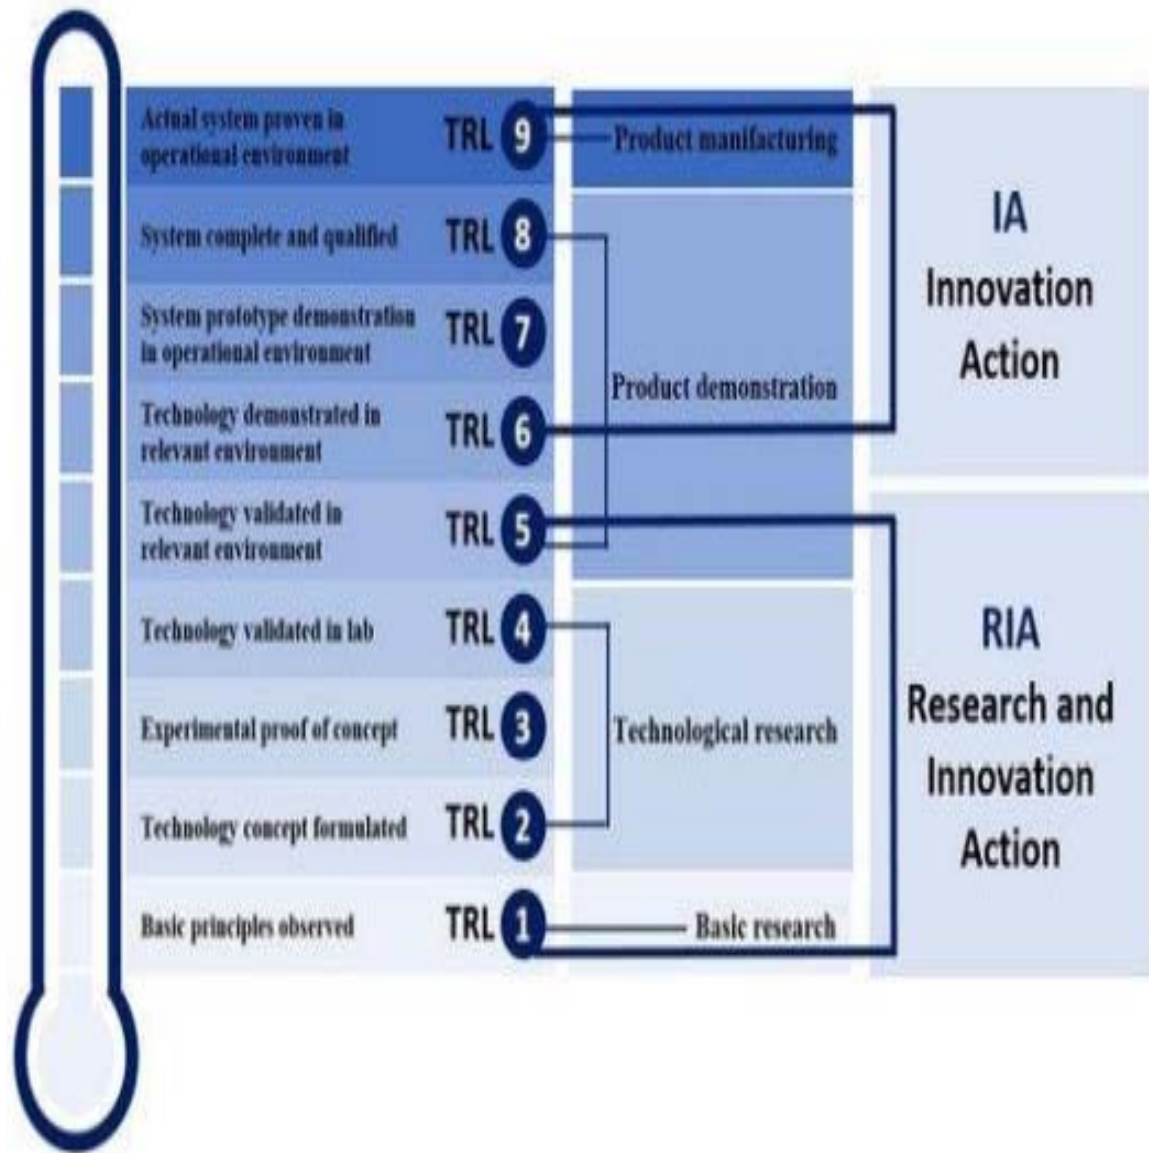 Actual system proven in
operational environment
TRL 9
Product manifacturing
System complete and qualified
TRL 8
System prototype demonstration
in operational environment
TRL 7
Product demonstration
Technology demonstrated in
relevant environment
TRL 6
Technology validated in
relevant environment
TRL 5
Technology validated in lab
TRL 4
Experimental proof of concept
TRL 3
Technological research
Technology concept formulated
TRL 2
Basic principles observed
TRL 1
Basic research
IA
Innovation
Action
RIA
Research and
Innovation
Action